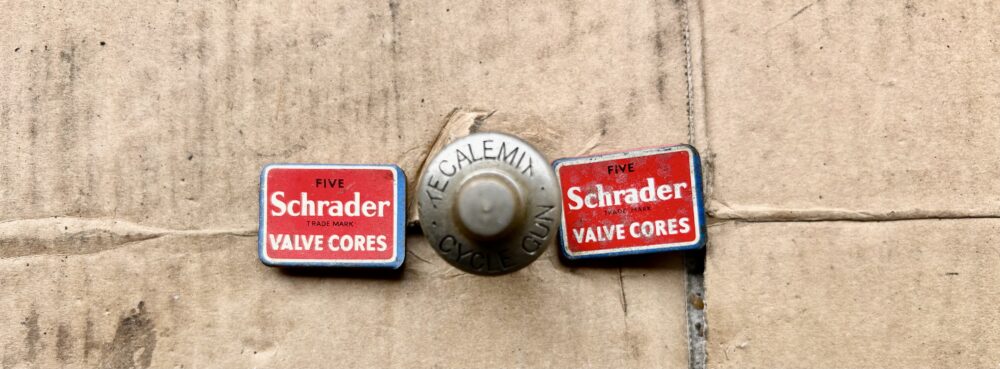 FIVE
Schrader
TRADE MARK
VALVE CORES
TECALEMIT
CYCLE GUN
FIVE
Schrader
TRADE MARK
VALVE CORES